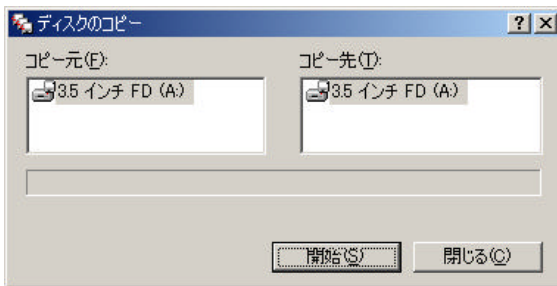 ディスクのコピー
コピー元(F):
コピー先(T):
3.5 インチ FD (A:)
3.5 インチ FD (A:)
開始(S)
閉じる(C)